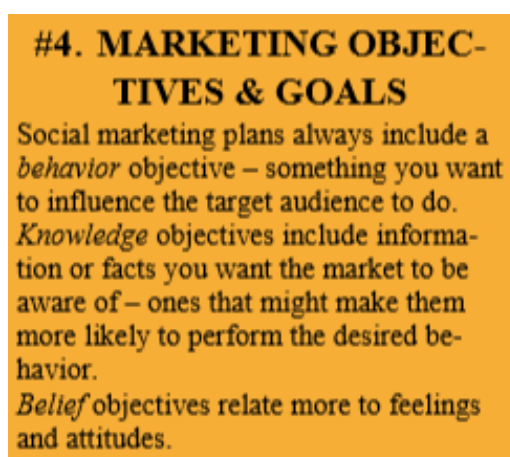 #4. MARKETING OBJEC-
TIVES & GOALS
Social marketing plans always include a
behavior objective – something you want
to influence the target audience to do.
Knowledge objectives include informa-
tion or facts you want the market to be
aware of – ones that might make them
more likely to perform the desired be-
havior.
Belief objectives relate more to feelings
and attitudes.